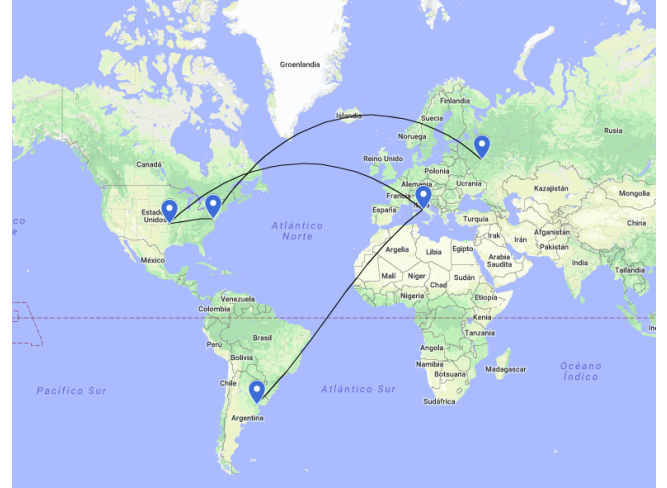 Groenlandia
Islandia
Finlandia
Suecia
Noruega
Rusia
Canadá
Reino Unido
Polonia
Alemania
Ucrania
Kazajistán
Mongolia
Francia
España
Turquía
Estado
Unidos
Atlántico
Norte
Irak
Irán
Afganistán
Pakistán
China
México
Argelia
Libia
Egipto
Arabia
Saudita
India
Tailandia
Malí
Níger
Chad
Sudán
Nigeria
Etiopía
Venezuela
Colombia
Kenia
Tanzania
Perú
Brasil
Bolivia
Angola
Namibia
Botsuana
Madagascar
Océano
Índico
Chile
Pacífico Sur
Atlántico Sur
Sudáfrica
Argentina